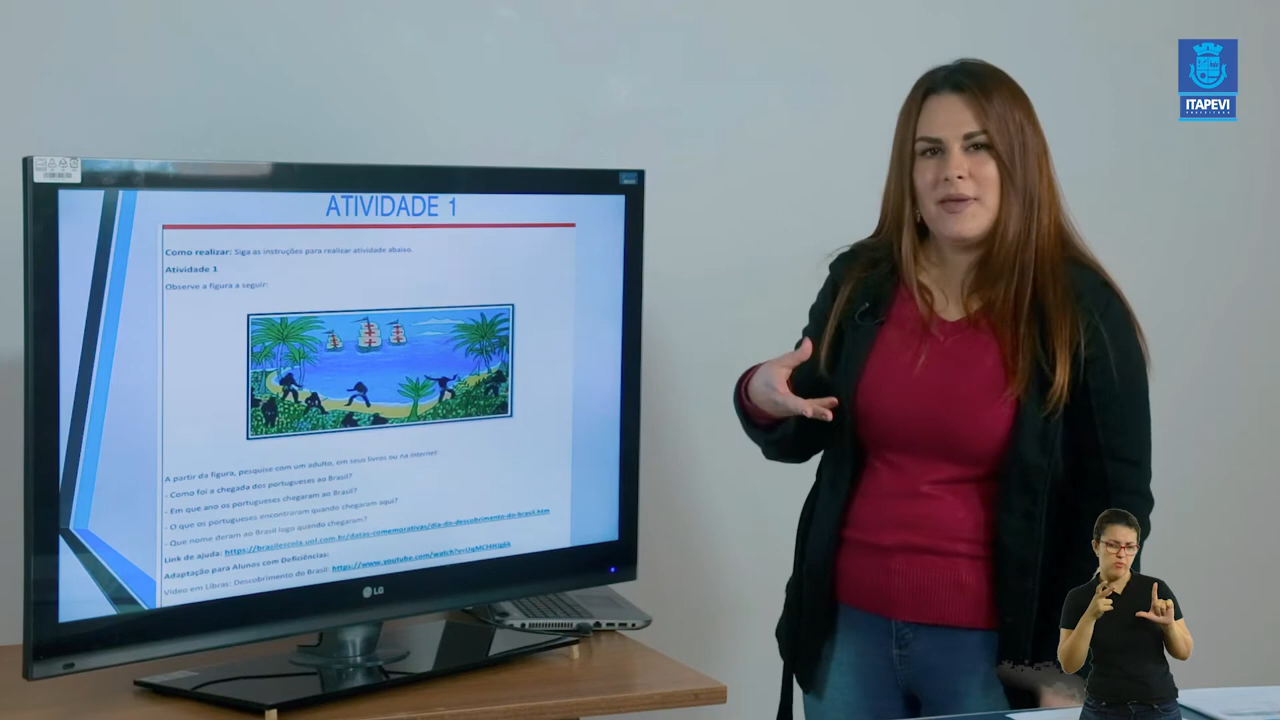 ATIVIDADE 1
Como realizar: Siga as instruções para realizar atividade abaixo.
Atividade 1
Observe a figura a seguir:
A partir da figura, pesquise com um adulto, em seus livros ou na internet:
- Como foi a chegada dos portugueses ao Brasil?
- Em que ano os portugueses chegaram ao Brasil?
- O que os portugueses encontraram quando chegaram aqui?
- Que nome deram ao Brasil logo quando chegaram?
Link de ajuda: https://brasilescola.uol.com.br/datas-comemorativas/dia-do-descobrimento-do-brasil.htm
Adaptação para Alunos com Deficiências:
Vídeo em Libras: Descobrimento do Brasil:
LG
ITAPEVI
PREFEITURA